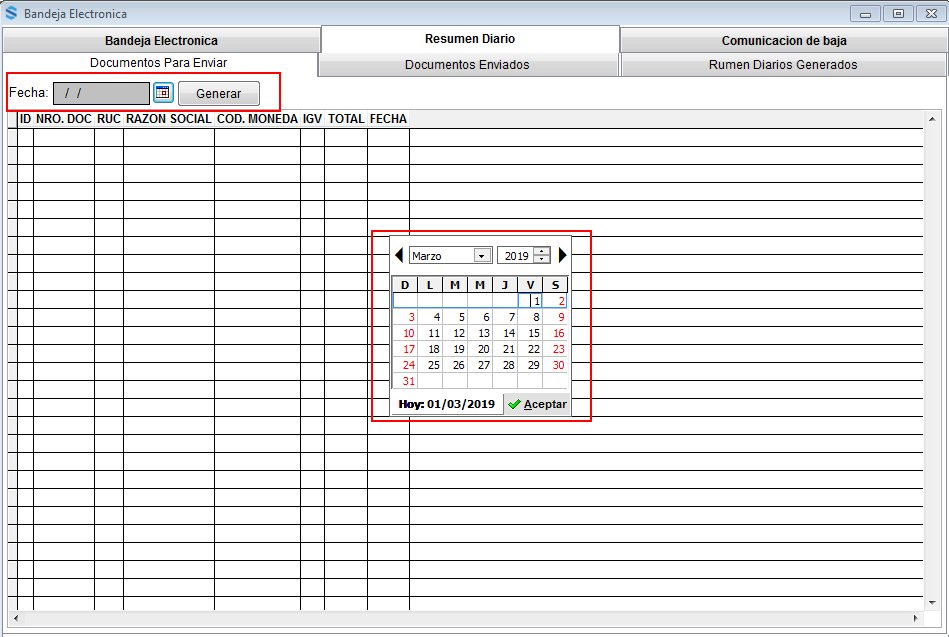 Bandeja Electronica
Bandeja Electronica Resumen Diario Comunicacion de baja
Documentos Para Enviar Documentos Enviados Rumen Diarios Generados
Fecha: / / Generar
ID NRO. DOC RUC RAZON SOCIAL COD. MONEDA IGV TOTAL FECHA
Marzo 2019
D L M M J V S
1 2
3 4 5 6 7 8 9
10 11 12 13 14 15 16
17 18 19 20 21 22 23
24 25 26 27 28 29 30
31
Hoy: 01/03/2019 Aceptar